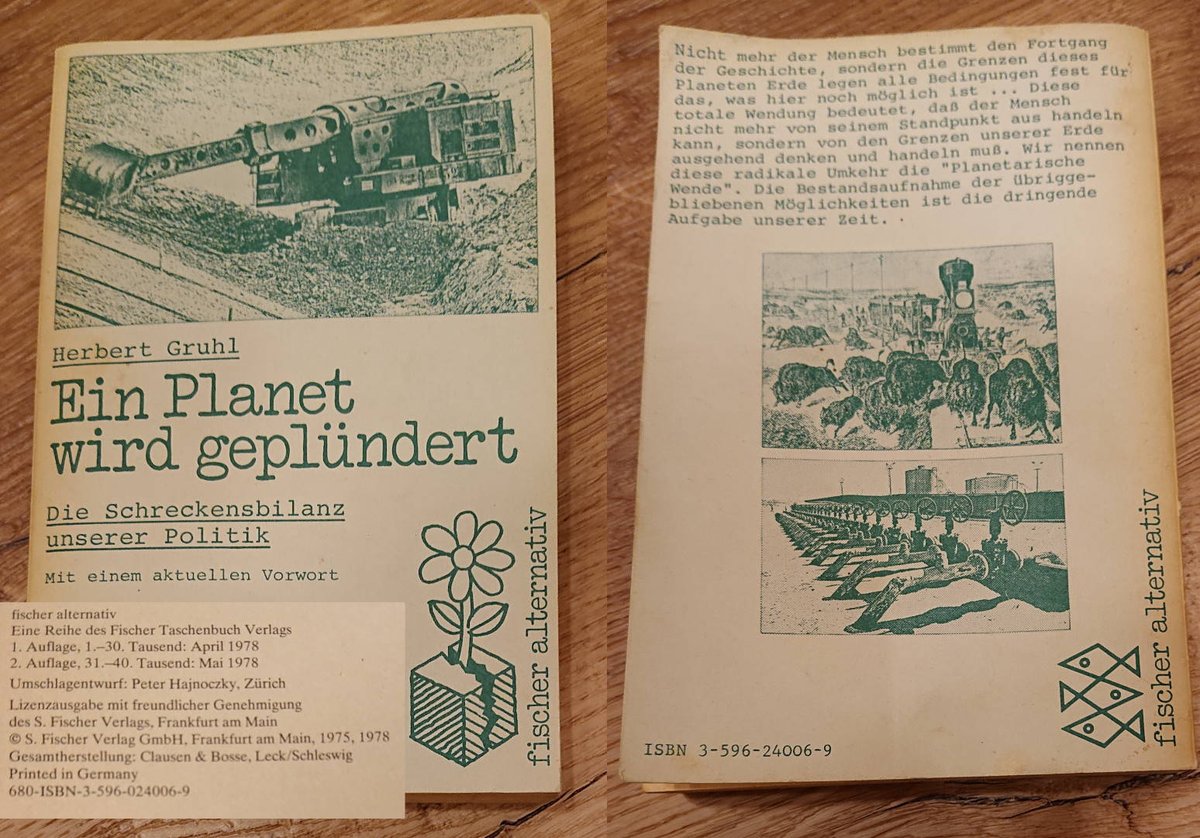 Herbert Gruhl
Ein Planet
wird geplündert
Die Schreckensbilanz
unserer Politik
Mit einem aktuellen Vorwort
fischer alternativ
fischer alternativ
Eine Reihe des Fischer Taschenbuch Verlags
1. Auflage, 1.–30. Tausend: April 1978
2. Auflage, 31.–40. Tausend: Mai 1978
Umschlagentwurf: Peter Hajnoczky, Zürich
Lizenzausgabe mit freundlicher Genehmigung
des S. Fischer Verlags, Frankfurt am Main
© S. Fischer Verlag GmbH, Frankfurt am Main, 1975, 1978
Gesamtherstellung: Clausen & Bosse, Leck/Schleswig
Printed in Germany
680-ISBN-3-596-024006-9
Nicht mehr der Mensch bestimmt den Fortgang
der Geschichte, sondern die Grenzen dieses
Planeten Erde legen alle Bedingungen fest für
das, was hier noch möglich ist ... Diese
totale Wendung bedeutet, daß der Mensch
nicht mehr von seinem Standpunkt aus handeln
kann, sondern von den Grenzen unserer Erde
ausgehend denken und handeln muß. Wir nennen
diese radikale Umkehr die "Planetarische
Wende". Die Bestandsaufnahme der übrigge-
bliebenen Möglichkeiten ist die dringende
Aufgabe unserer Zeit.
fischer alternativ
ISBN 3-596-24006-9